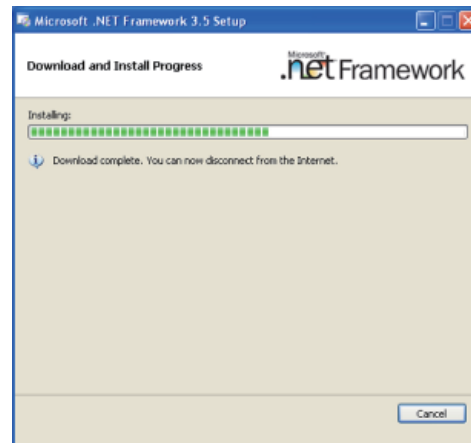 Microsoft .NET Framework 3.5 Setup
Download and Install Progress
Microsoft
.net Framework
Installing:
Download complete. You can now disconnect from the Internet.
Cancel